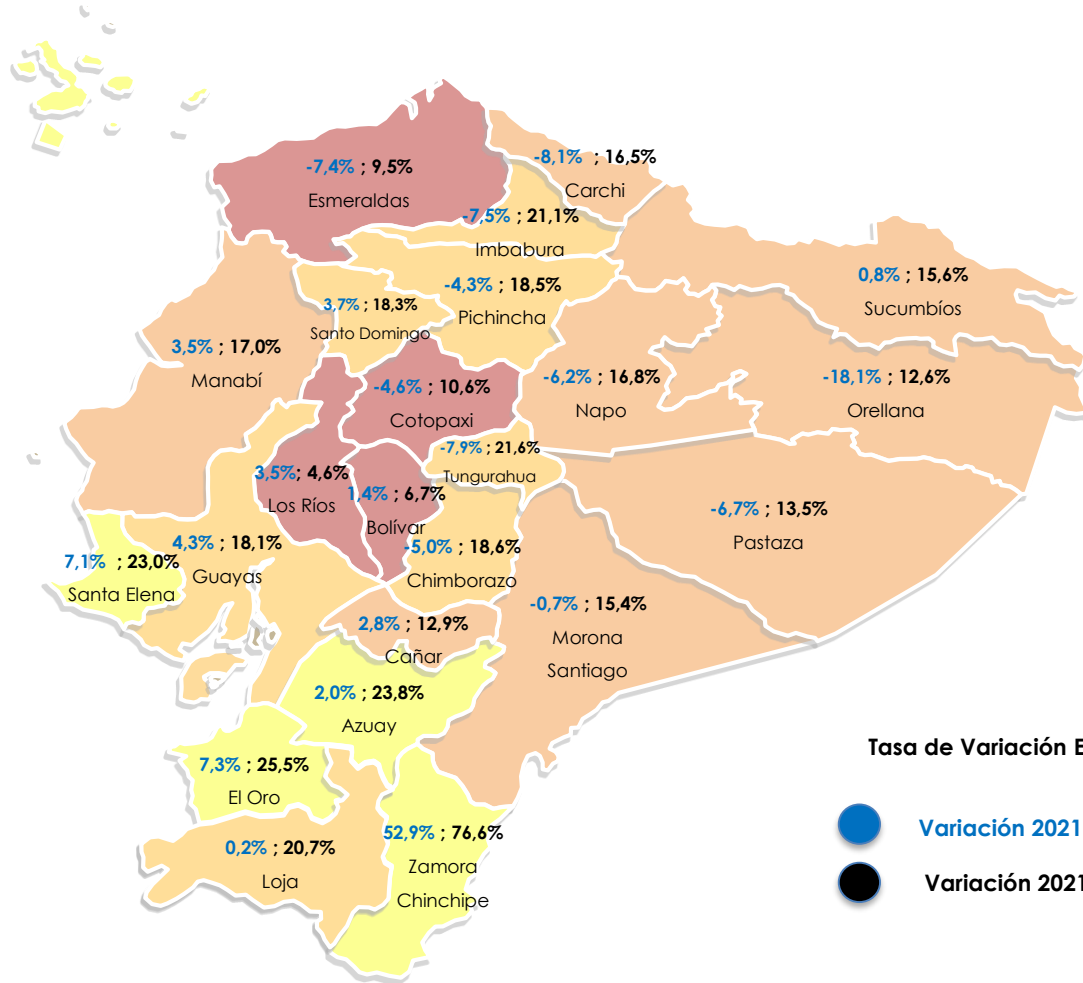 -7,4% ; 9,5%
Esmeraldas
-8,1% ; 16,5%
Carchi
-7,5% ; 21,1%
Imbabura
0,8% ; 15,6%
Sucumbíos
-4,3% ; 18,5%
Pichincha
3,7% ; 18,3%
Santo Domingo
3,5% ; 17,0%
Manabí
-4,6% ; 10,6%
Cotopaxi
-6,2% ; 16,8%
Napo
-18,1% ; 12,6%
Orellana
-7,9% ; 21,6%
Tungurahua
3,5%; 4,6%
Los Ríos
1,4% ; 6,7%
Bolívar
-6,7% ; 13,5%
Pastaza
4,3% ; 18,1%
Guayas
-5,0% ; 18,6%
Chimborazo
7,1% ; 23,0%
Santa Elena
-0,7% ; 15,4%
Morona
Santiago
2,8% ; 12,9%
Cañar
2,0% ; 23,8%
Azuay
7,3% ; 25,5%
El Oro
52,9% ; 76,6%
Zamora
Chinchipe
0,2% ; 20,7%
Loja
Tasa de Variación E
Variación 2021
Variación 2021